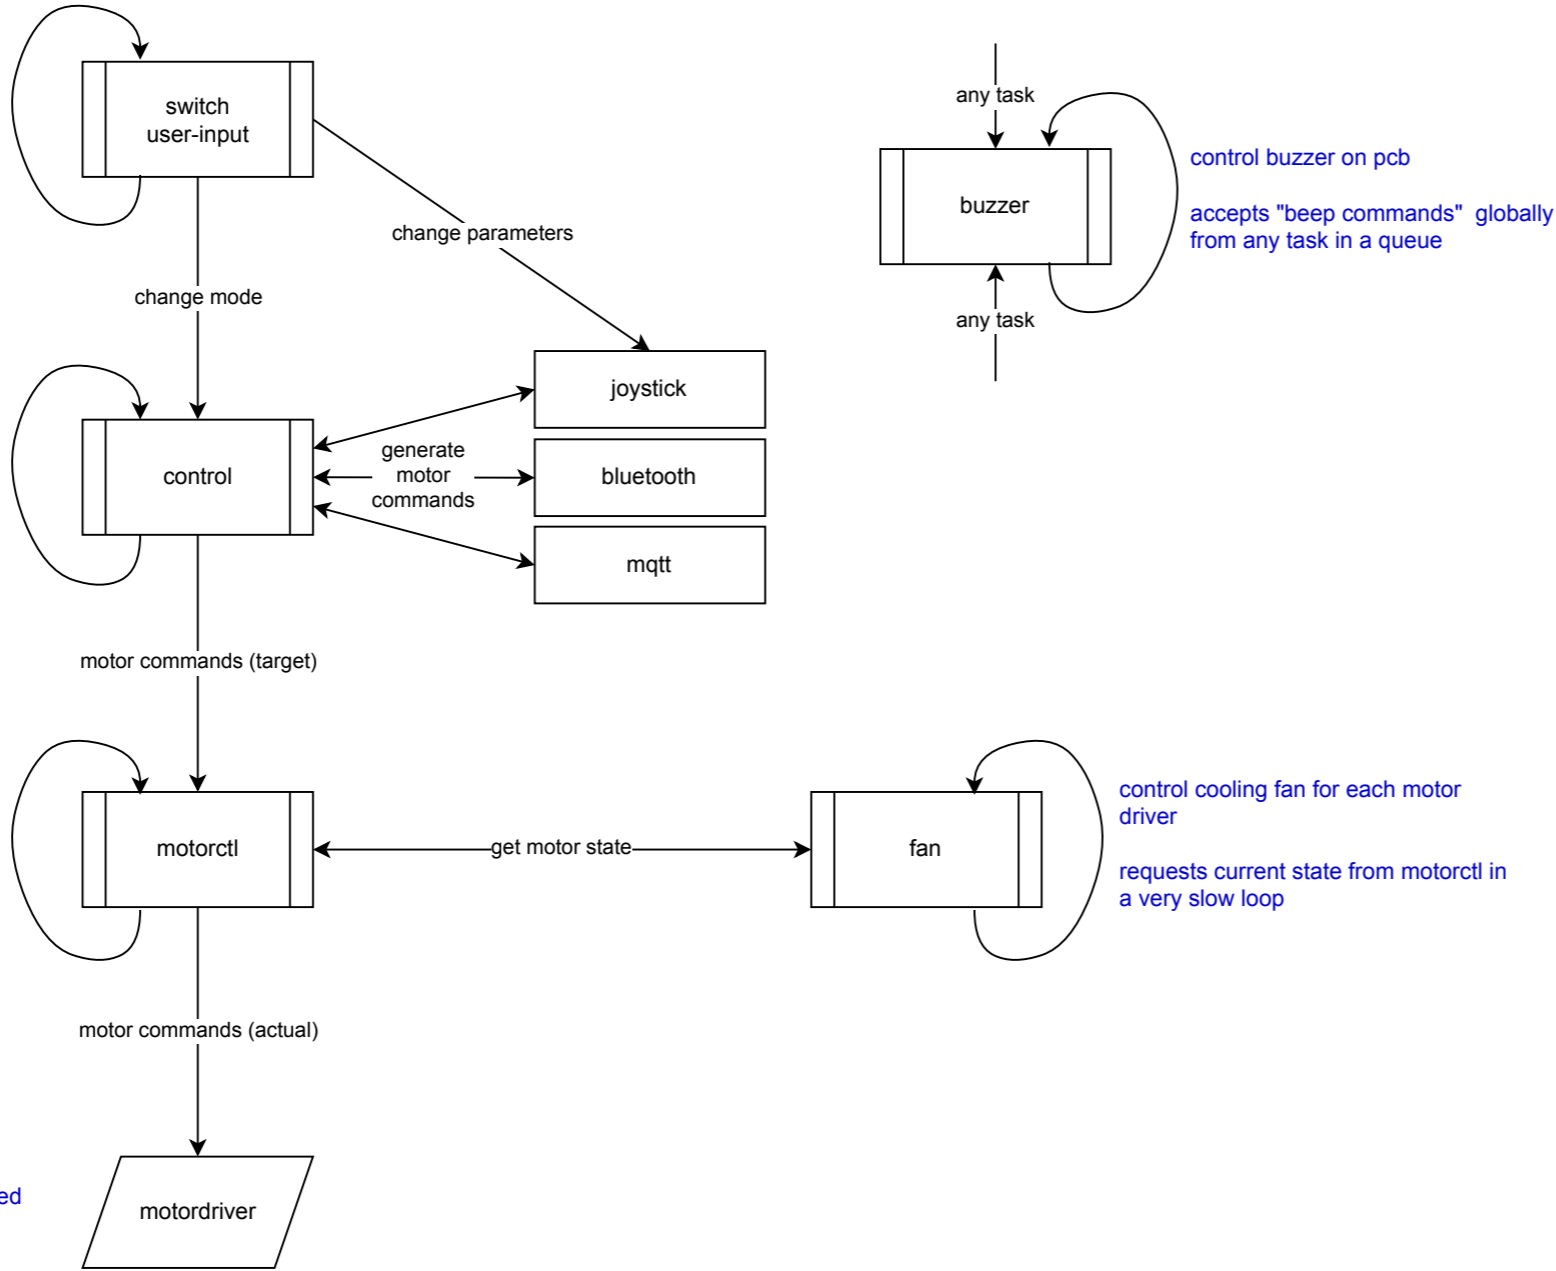 any task
switch
user-input
control buzzer on pcb
buzzer
accepts "beep commands"  globally
from any task in a queue
change parameters
change mode
any task
joystick
generate
motor
commands
control
bluetooth
mqtt
motor commands (target)
control cooling fan for each motor
driver
motorctl
get motor state
fan
requests current state from motorctl in
a very slow loop
motor commands (actual)
ed
motordriver